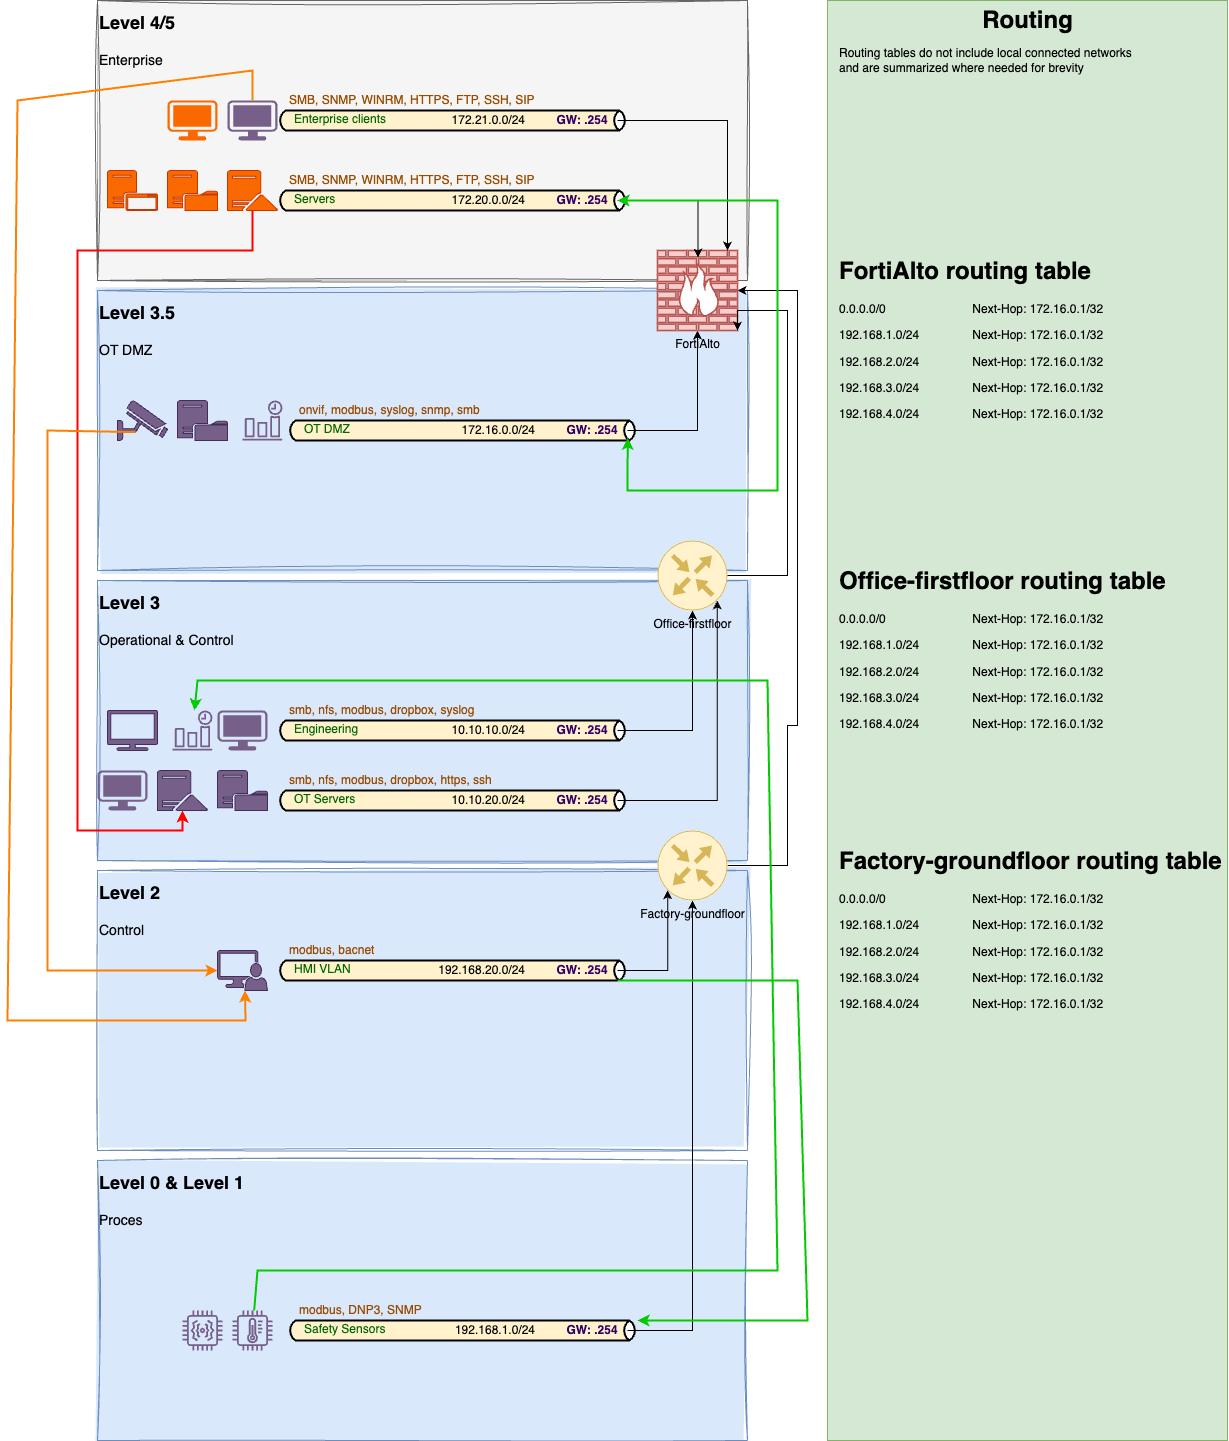 Level 4/5
Enterprise
SMB, SNMP, WINRM, HTTPS, FTP, SSH, SIP
Enterprise clients 172.21.0.0/24 GW: .254
SMB, SNMP, WINRM, HTTPS, FTP, SSH, SIP
Servers 172.20.0.0/24 GW: .254
Level 3.5
OT DMZ
FortiAlto
onvif, modbus, syslog, snmp, smb
OT DMZ 172.16.0.0/24 GW: .254
Level 3
Operational & Control
Office-firstfloor
smb, nfs, modbus, dropbox, syslog
Engineering 10.10.10.0/24 GW: .254
smb, nfs, modbus, dropbox, https, ssh
OT Servers 10.10.20.0/24 GW: .254
Level 2
Control
Factory-groundfloor
modbus, bacnet
HMI VLAN 192.168.20.0/24 GW: .254
Level 0 & Level 1
Proces
modbus, DNP3, SNMP
Safety Sensors 192.168.1.0/24 GW: .254
Routing
Routing tables do not include local connected networks
and are summarized where needed for brevity
FortiAlto routing table
0.0.0.0/0 Next-Hop: 172.16.0.1/32
192.168.1.0/24 Next-Hop: 172.16.0.1/32
192.168.2.0/24 Next-Hop: 172.16.0.1/32
192.168.3.0/24 Next-Hop: 172.16.0.1/32
192.168.4.0/24 Next-Hop: 172.16.0.1/32
Office-firstfloor routing table
0.0.0.0/0 Next-Hop: 172.16.0.1/32
192.168.1.0/24 Next-Hop: 172.16.0.1/32
192.168.2.0/24 Next-Hop: 172.16.0.1/32
192.168.3.0/24 Next-Hop: 172.16.0.1/32
192.168.4.0/24 Next-Hop: 172.16.0.1/32
Factory-groundfloor routing table
0.0.0.0/0 Next-Hop: 172.16.0.1/32
192.168.1.0/24 Next-Hop: 172.16.0.1/32
192.168.2.0/24 Next-Hop: 172.16.0.1/32
192.168.3.0/24 Next-Hop: 172.16.0.1/32
192.168.4.0/24 Next-Hop: 172.16.0.1/32